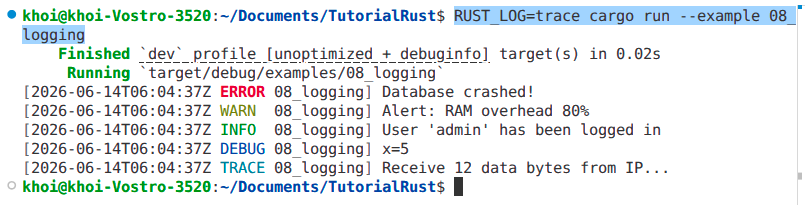 khoi@khoi-Vostro-3520:~/Documents/TutorialRust$ RUST_LOG=trace cargo run --example 08_
logging
    Finished `dev` profile [unoptimized + debuginfo] target(s) in 0.02s
     Running `target/debug/examples/08_logging`
[2026-06-14T06:04:37Z ERROR 08_logging] Database crashed!
[2026-06-14T06:04:37Z WARN  08_logging] Alert: RAM overhead 80%
[2026-06-14T06:04:37Z INFO  08_logging] User 'admin' has been logged in
[2026-06-14T06:04:37Z DEBUG 08_logging] x=5
[2026-06-14T06:04:37Z TRACE 08_logging] Receive 12 data bytes from IP...
khoi@khoi-Vostro-3520:~/Documents/TutorialRust$